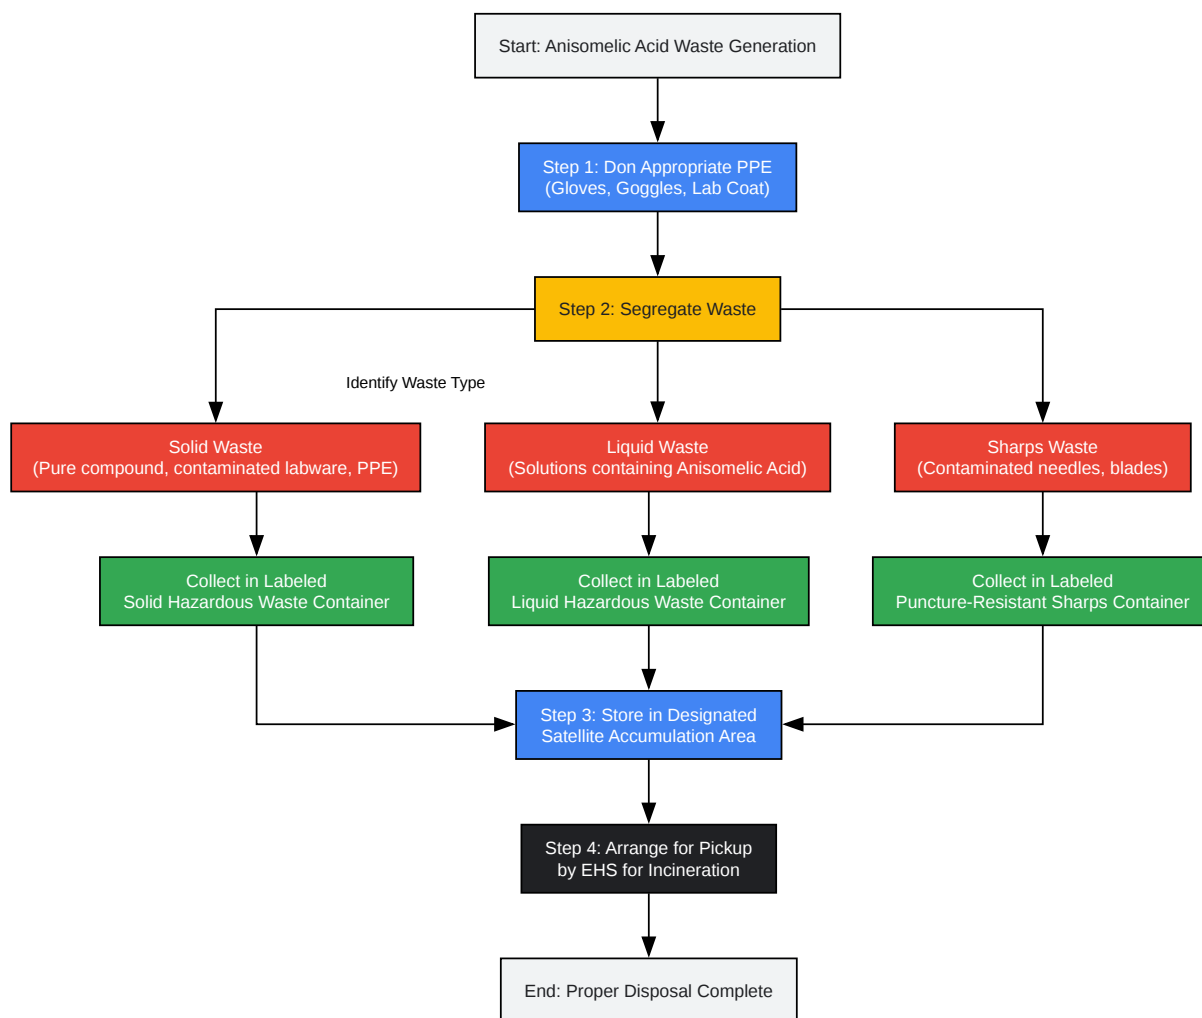 Start: Anisomelic Acid Waste Generation
Step 1: Don Appropriate PPE
(Gloves, Goggles, Lab Coat)
Step 2: Segregate Waste
Identify Waste Type
Solid Waste
(Pure compound, contaminated labware, PPE)
Liquid Waste
(Solutions containing Anisomelic Acid)
Sharps Waste
(Contaminated needles, blades)
Collect in Labeled
Solid Hazardous Waste Container
Collect in Labeled
Liquid Hazardous Waste Container
Collect in Labeled
Puncture-Resistant Sharps Container
Step 3: Store in Designated
Satellite Accumulation Area
Step 4: Arrange for Pickup
by EHS for Incineration
End: Proper Disposal Complete